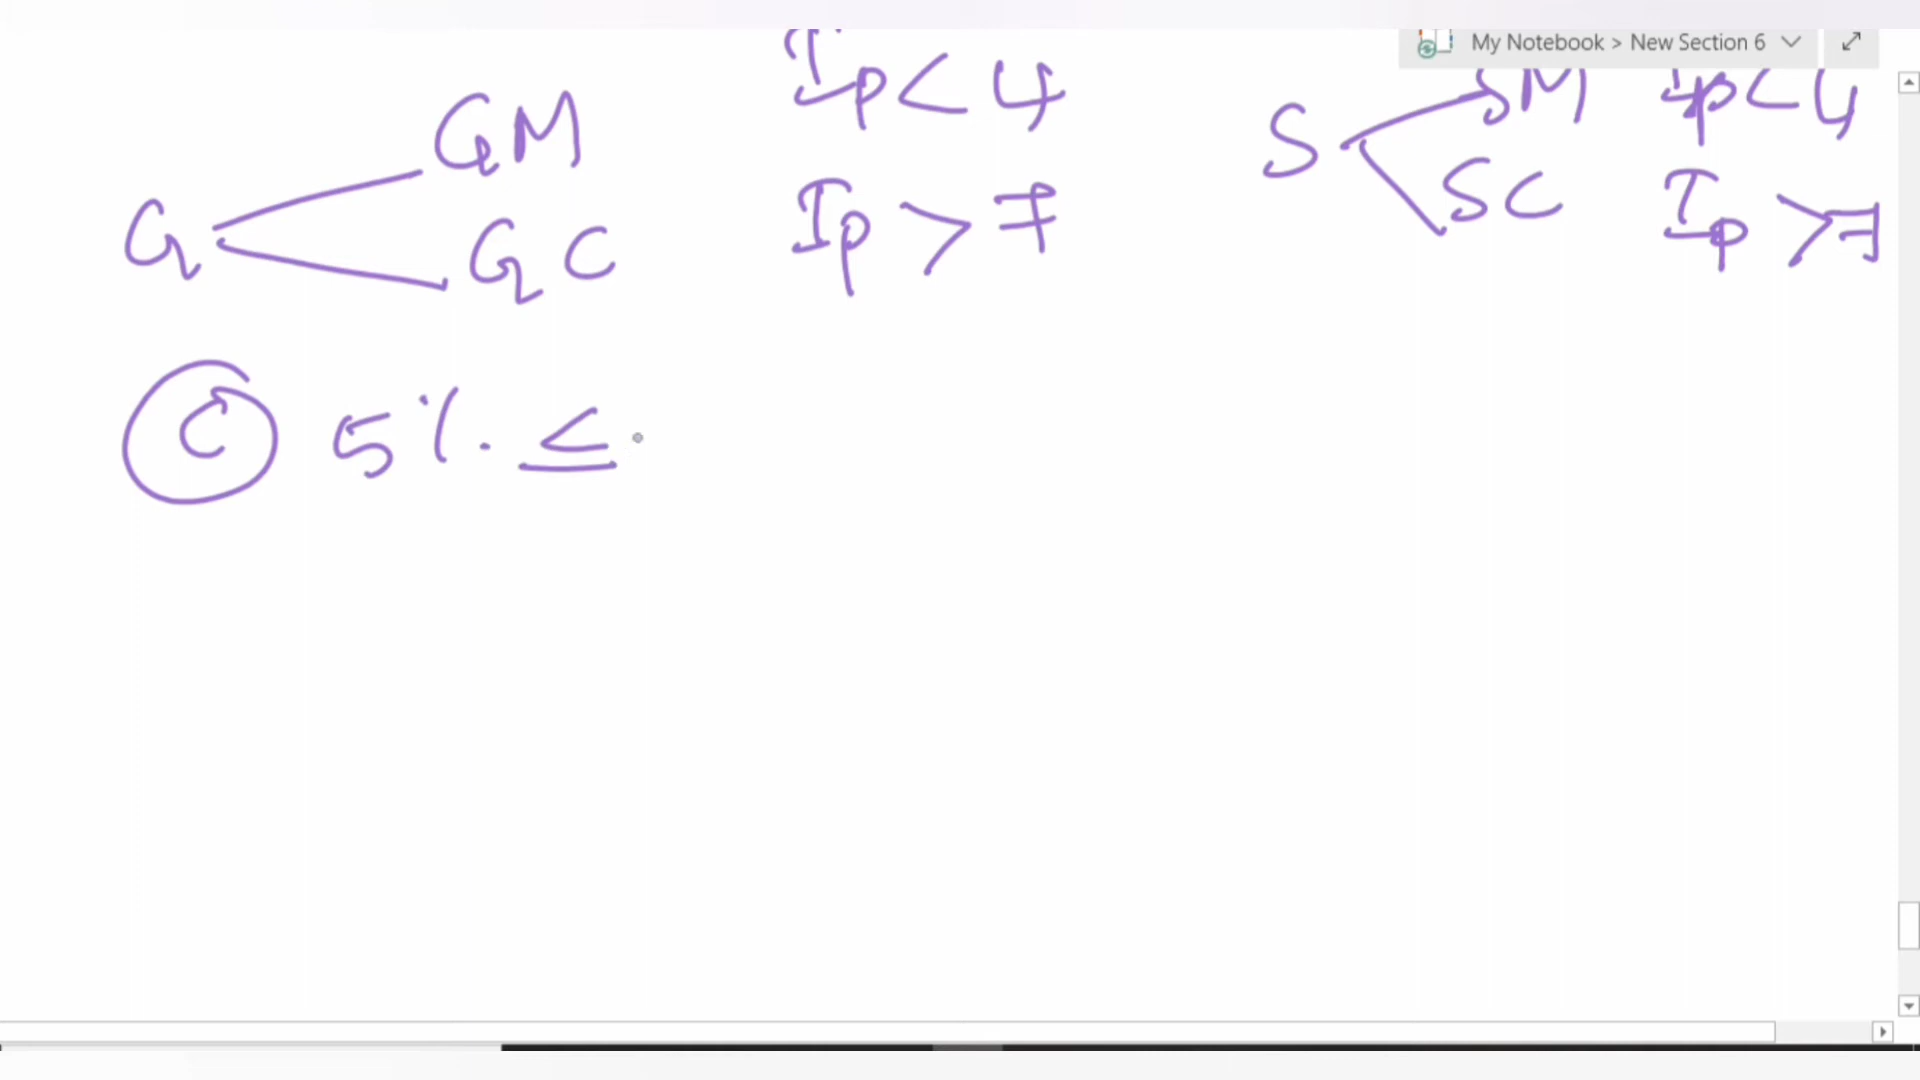 My Notebook > New Section 6
Ip < 4
GM
SM Ip < 4
S
SC Ip > 7
G
GC Ip > 7
C 5% ≤